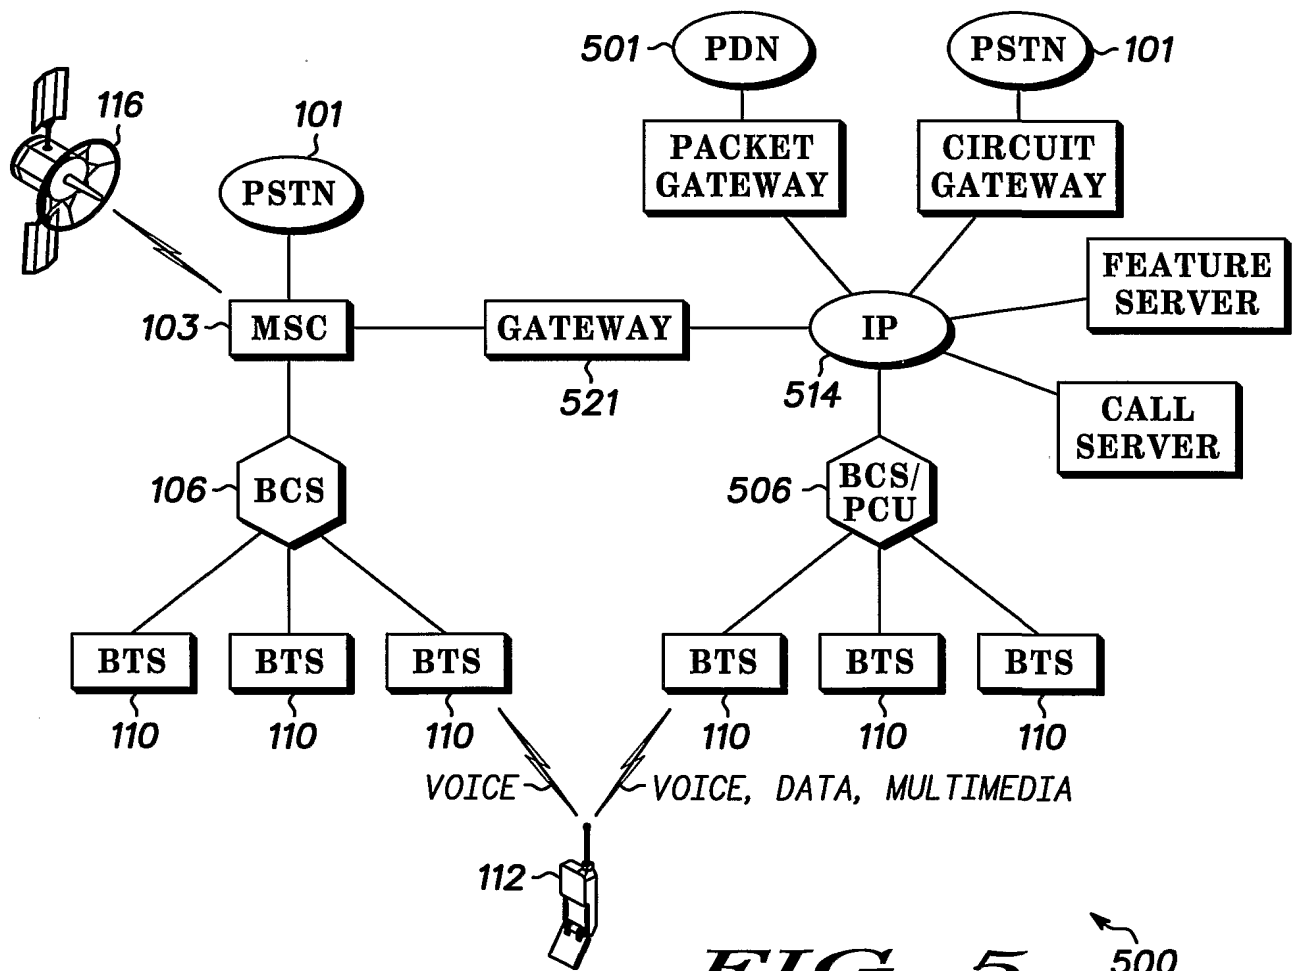 501
PDN
PSTN
101
116
101
PACKET
GATEWAY
CIRCUIT
GATEWAY
PSTN
FEATURE
SERVER
103
MSC
GATEWAY
IP
521
514
CALL
SERVER
106
BCS
506
BCS/
PCU
BTS
BTS
BTS
BTS
BTS
BTS
110
110
110
110
110
110
VOICE
VOICE, DATA, MULTIMEDIA
112
FIG. 5
500